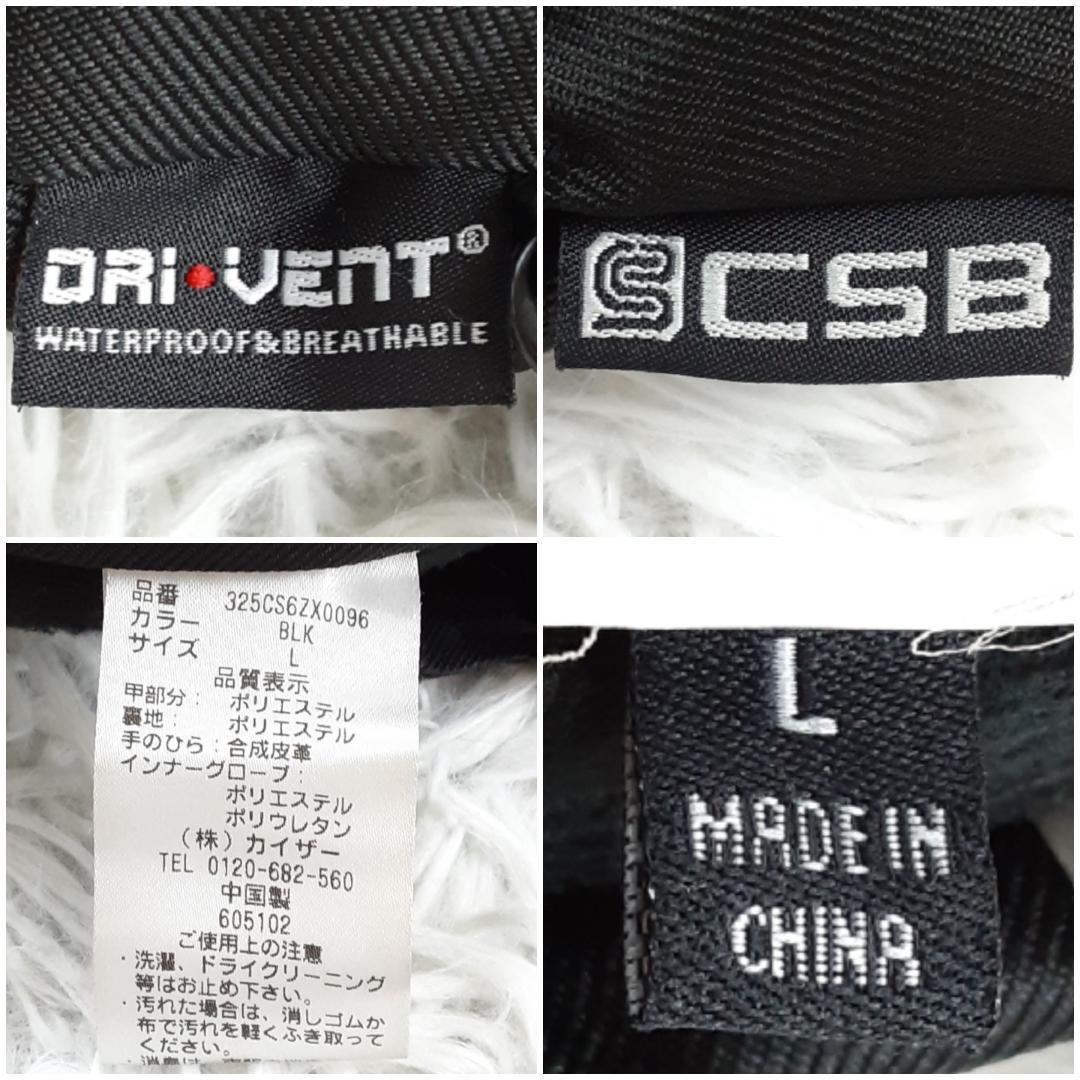 DRI•VENT®
WATERPROOF&BREATHABLE
CSB
品番 325CS6ZX0096
カラー BLK
サイズ L
品質表示
甲部分: ポリエステル
裏地: ポリエステル
手のひら:合成皮革
インナーグローブ:
ポリエステル
ポリウレタン
(株)カイザー
TEL 0120-682-560
中国製
605102
ご使用上の注意
・洗濯、ドライクリーニング
等はお止め下さい。
・汚れた場合は、消しゴムか
布で汚れを軽くふき取って
ください。
L
MADE IN
CHINA